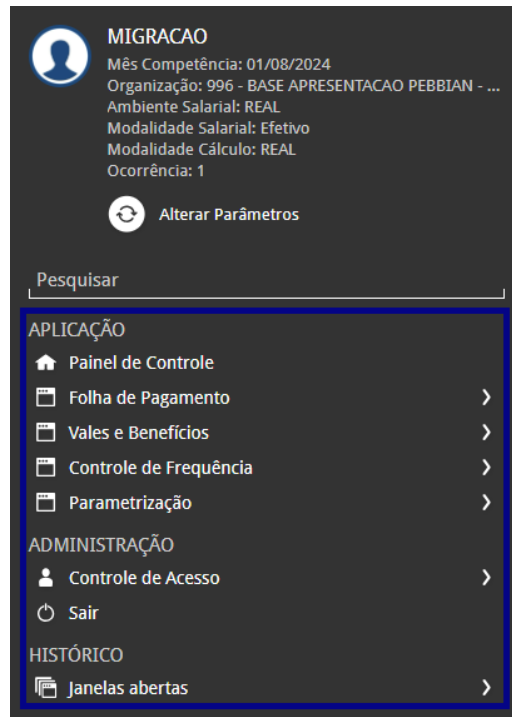 MIGRACAO
Mês Competência: 01/08/2024
Organização: 996 - BASE APRESENTACAO PEBBIAN - ...
Ambiente Salarial: REAL
Modalidade Salarial: Efetivo
Modalidade Cálculo: REAL
Ocorrência: 1
Alterar Parâmetros
Pesquisar
APLICAÇÃO
Painel de Controle
Folha de Pagamento
Vales e Benefícios
Controle de Frequência
Parametrização
ADMINISTRAÇÃO
Controle de Acesso
Sair
HISTÓRICO
Janelas abertas